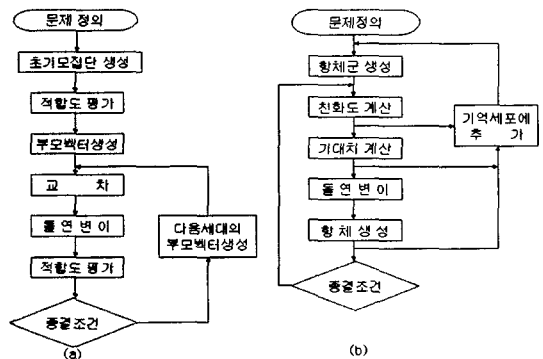 문제 정의
초기모집단 생성
적합도 평가
부모벡터생성
교 차
돌 연 변 이
적합도 평가
다음세대의
부모벡터생성
종결조건
(a)
문제정의
항체군 생성
친화도 계산
기대치 계산
돌 연 변 이
항 체 생 성
기억세포에
추 가
종결조건
(b)